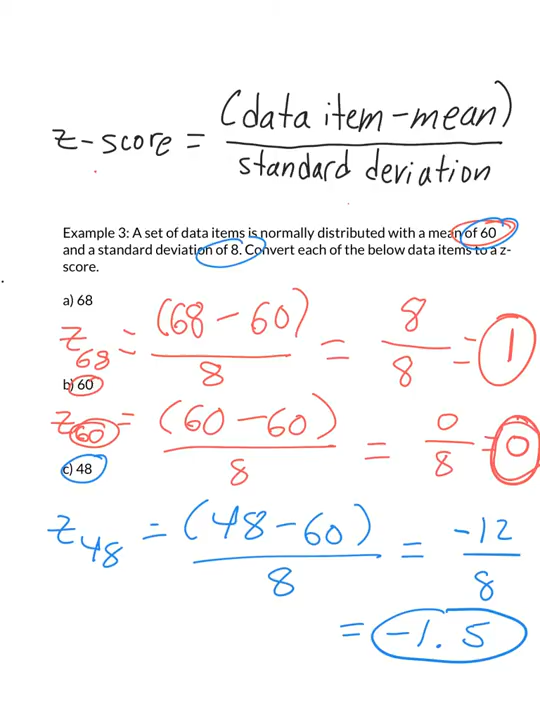 z-score = (data item - mean) / standard deviation
Example 3: A set of data items is normally distributed with a mean of 60
and a standard deviation of 8. Convert each of the below data items to a z-
score.
a) 68
z68 = (68 - 60) / 8 = 8 / 8 = 1
b) 60
z60 = (60 - 60) / 8 = 0 / 8 = 0
c) 48
z48 = (48 - 60) / 8 = -12 / 8
= -1.5